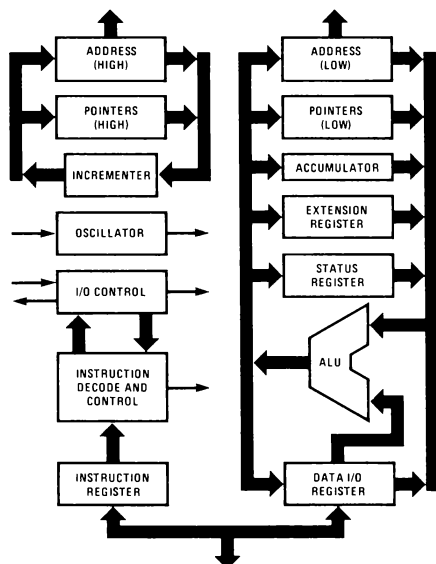 ADDRESS
(HIGH)
POINTERS
(HIGH)
INCREMENTER
OSCILLATOR
I/O CONTROL
INSTRUCTION
DECODE AND
CONTROL
INSTRUCTION
REGISTER
ADDRESS
(LOW)
POINTERS
(LOW)
ACCUMULATOR
EXTENSION
REGISTER
STATUS
REGISTER
ALU
DATA I/O
REGISTER